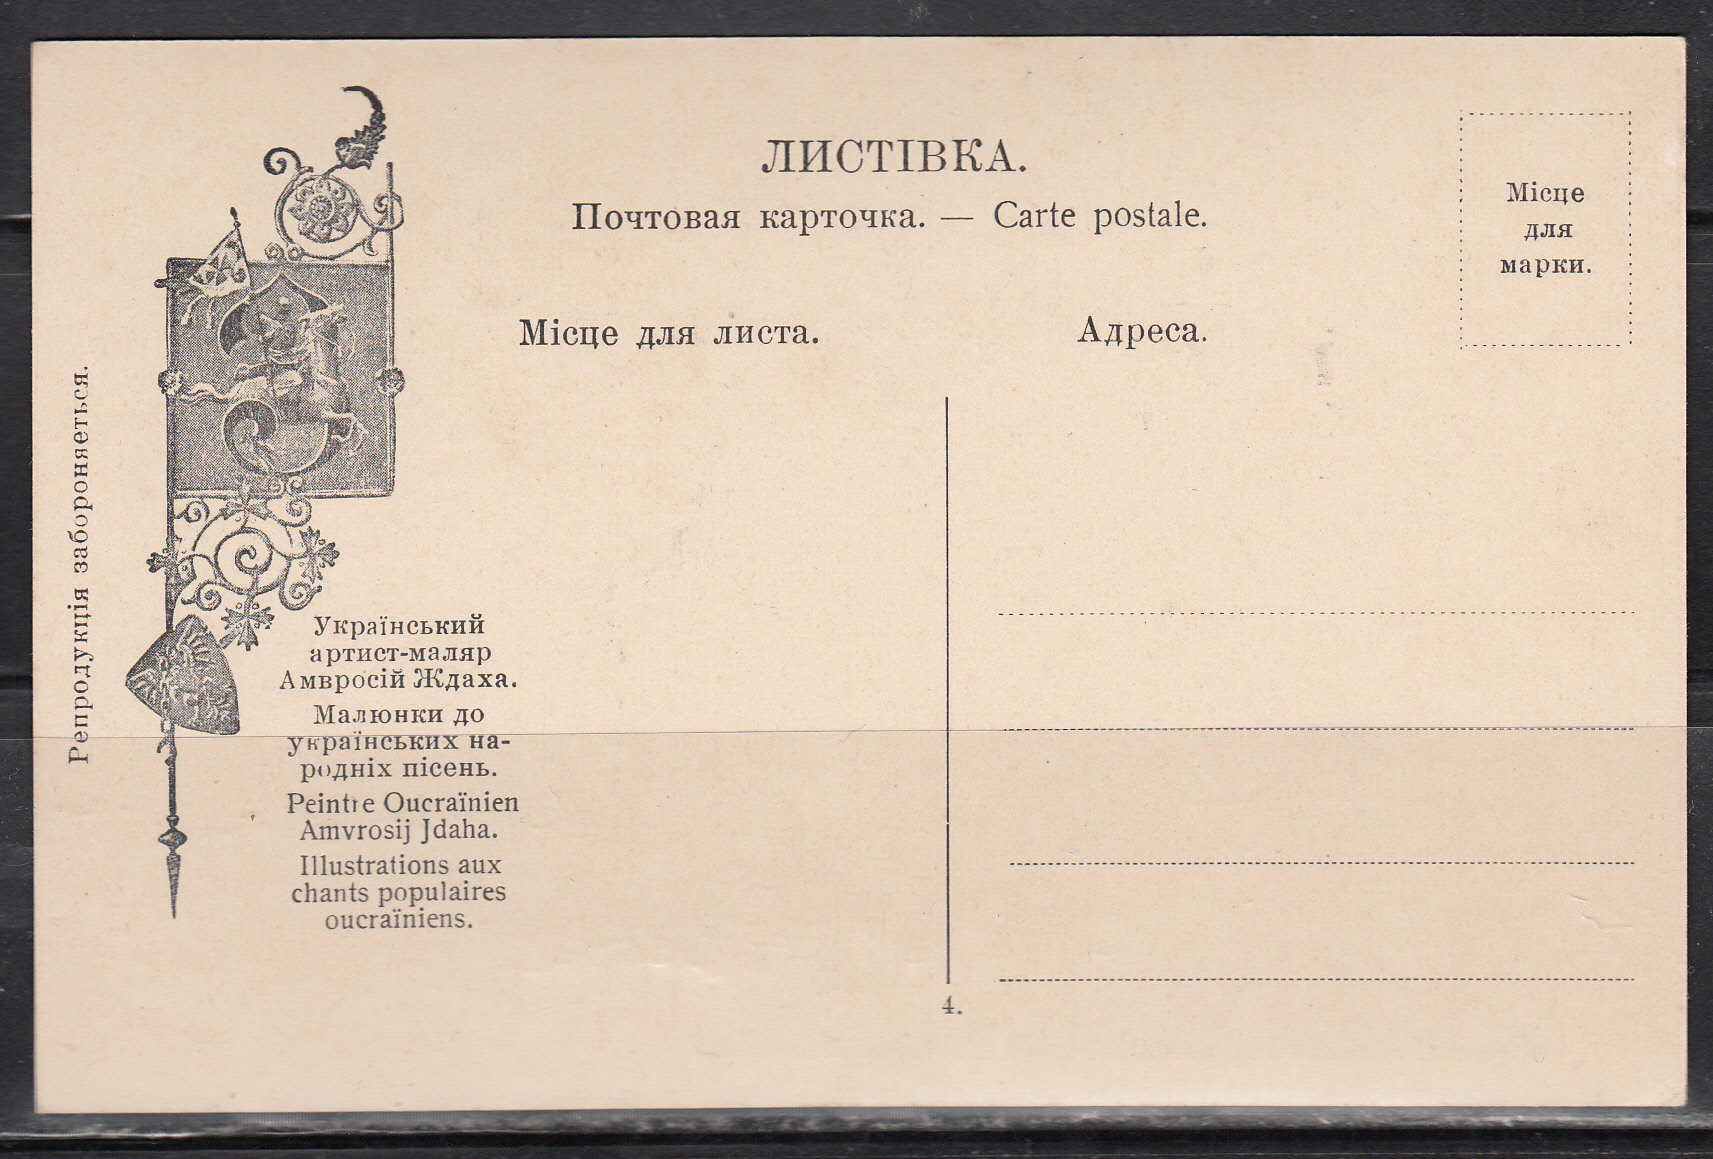 ЛИСТІВКА.
Почтовая карточка. — Carte postale.
Місце
для
марки.
Місце для листа.
Адреса.
Репродукція забороняеться.
Український
артист-маляр
Амвросій Ждаха.
Малюнки до
українських на-
родніх пісень.
Peintre Oucraïnien
Amvrosij Jdaha.
Illustrations aux
chants populaires
oucraïniens.
4.